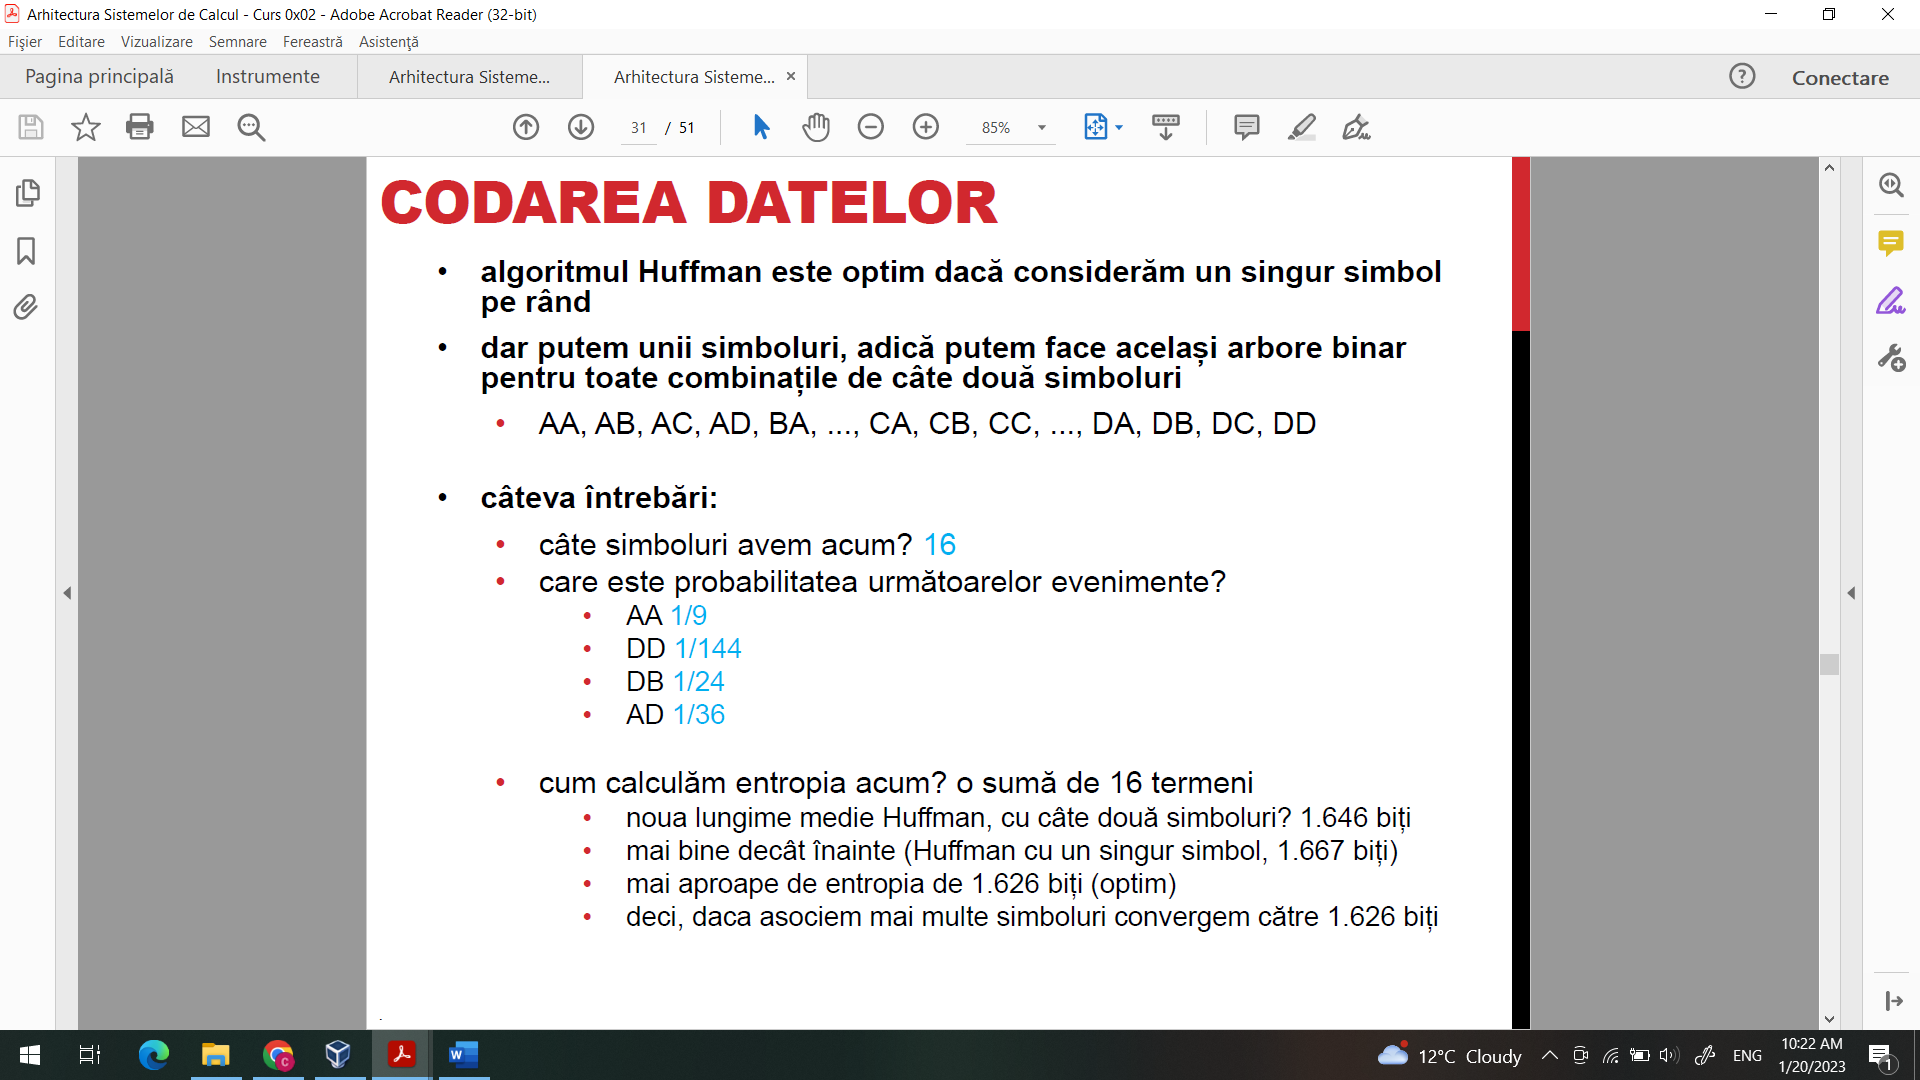 Arhitectura Sistemelor de Calcul - Curs 0x02 - Adobe Acrobat Reader (32-bit)
Fişier Editare Vizualizare Semnare Fereastră Asistenţă
Pagina principală Instrumente Arhitectura Sisteme... Arhitectura Sisteme... Conectare
31 / 51 85%
CODAREA DATELOR
• algoritmul Huffman este optim dacă considerăm un singur simbol
pe rând
• dar putem unii simboluri, adică putem face același arbore binar
pentru toate combinațile de câte două simboluri
• AA, AB, AC, AD, BA, ..., CA, CB, CC, ..., DA, DB, DC, DD
• câteva întrebări:
• câte simboluri avem acum? 16
• care este probabilitatea următoarelor evenimente?
• AA 1/9
• DD 1/144
• DB 1/24
• AD 1/36
• cum calculăm entropia acum? o sumă de 16 termeni
• noua lungime medie Huffman, cu câte două simboluri? 1.646 biți
• mai bine decât înainte (Huffman cu un singur simbol, 1.667 biți)
• mai aproape de entropia de 1.626 biți (optim)
• deci, daca asociem mai multe simboluri convergem către 1.626 biți
.
12°C Cloudy ENG 10:22 AM
1/20/2023 1